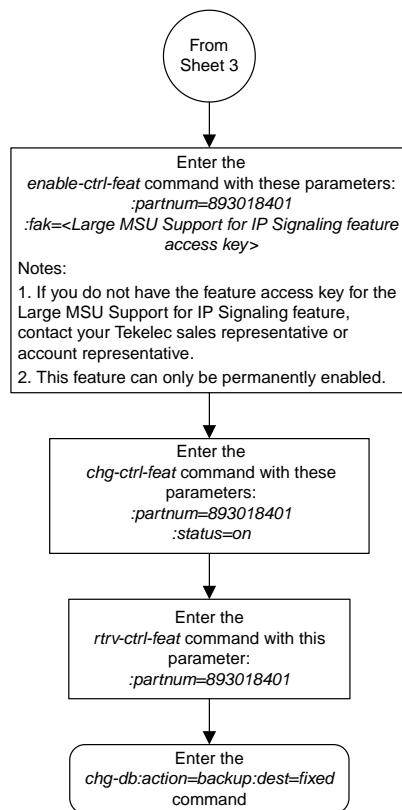 From
Sheet 3
Enter the
enable-ctrl-feat command with these parameters:
:partnum=893018401
:fak=<Large MSU Support for IP Signaling feature
access key>
Notes:
1. If you do not have the feature access key for the
Large MSU Support for IP Signaling feature,
contact your Tekelec sales representative or
account representative.
2. This feature can only be permanently enabled.
Enter the
chg-ctrl-feat command with these
parameters:
:partnum=893018401
:status=on
Enter the
rtrv-ctrl-feat command with this
parameter:
:partnum=893018401
Enter the
chg-db:action=backup:dest=fixed
command